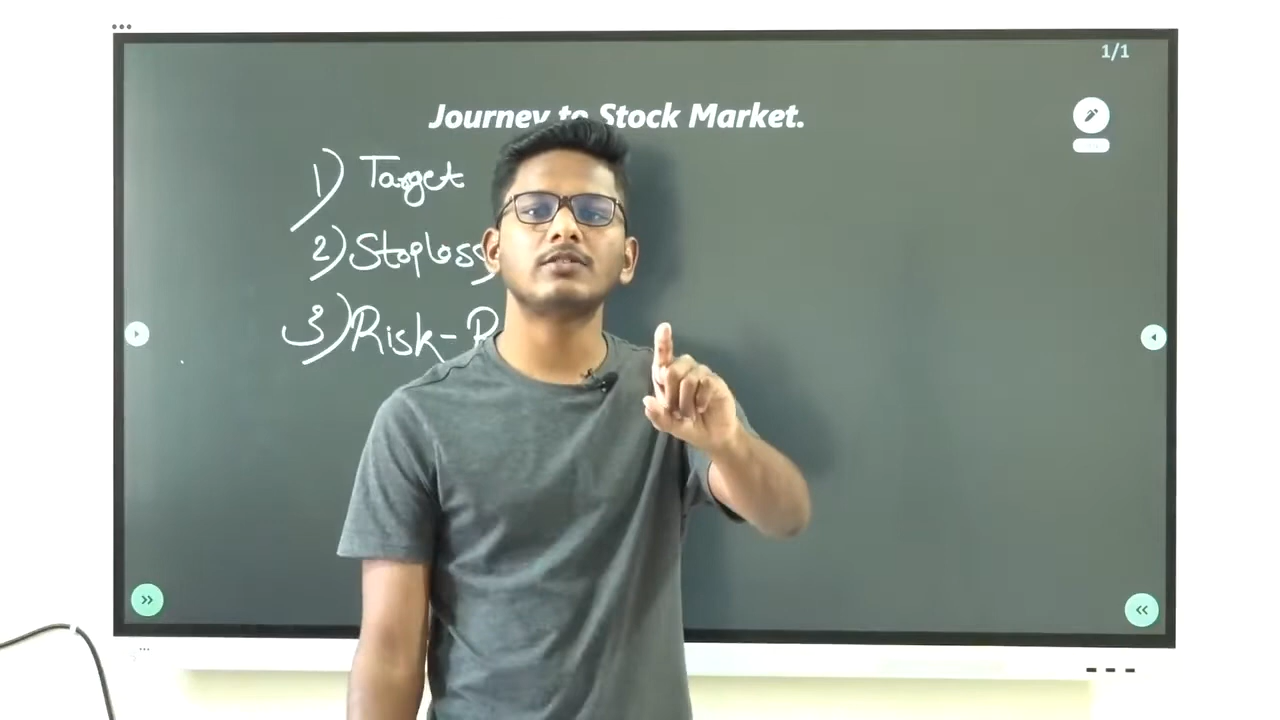 1/1
Journey to Stock Market.
1) Target
2) Stoploss
3) Risk-R